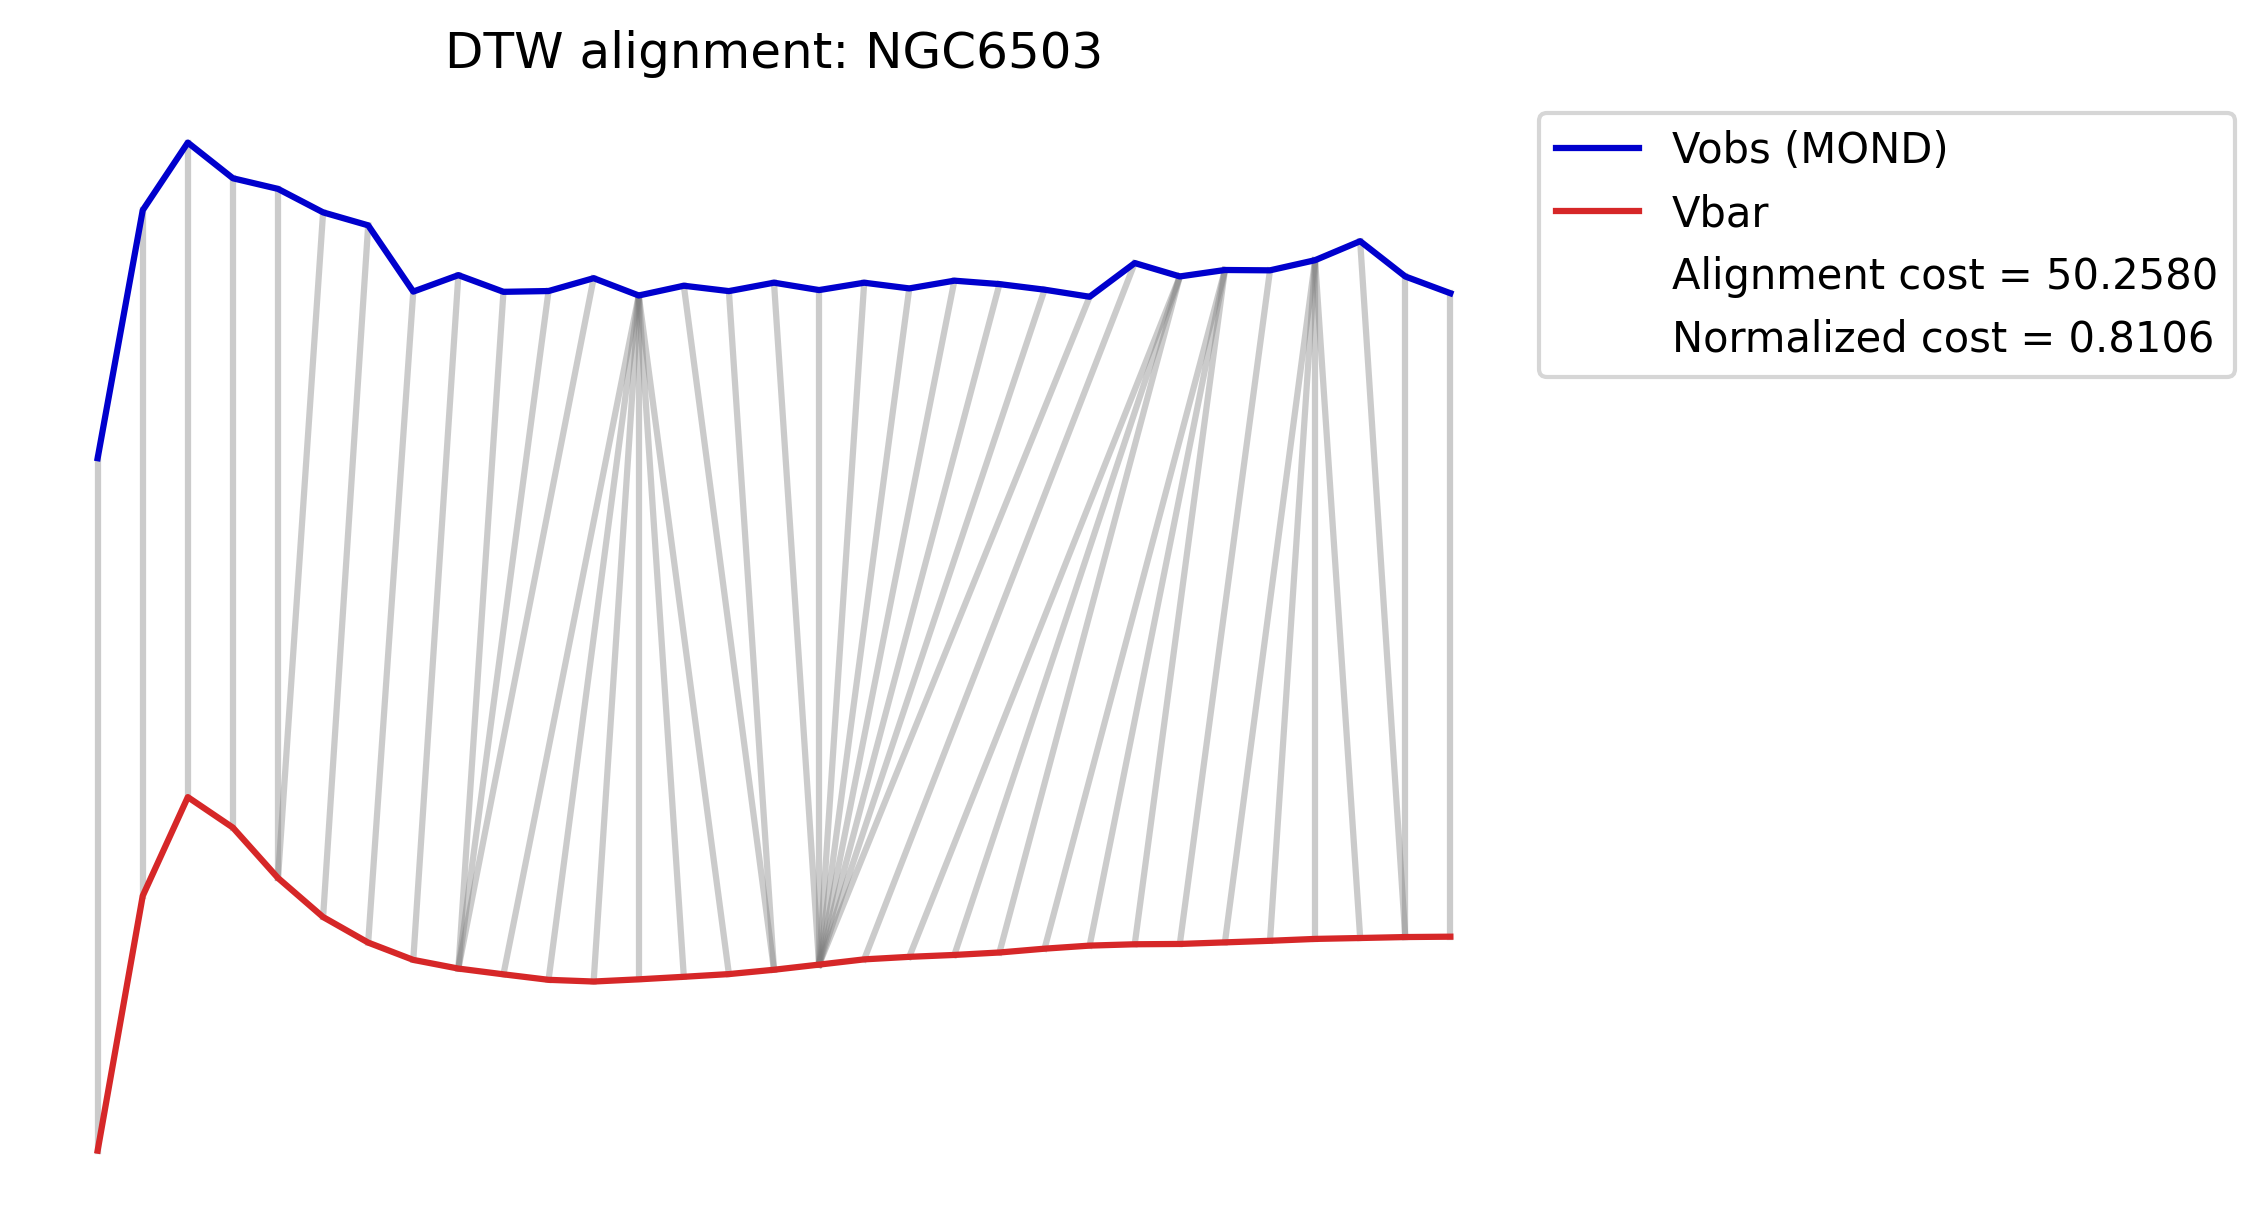 DTW alignment: NGC6503
Vobs (MOND)
Vbar
Alignment cost = 50.2580
Normalized cost = 0.8106